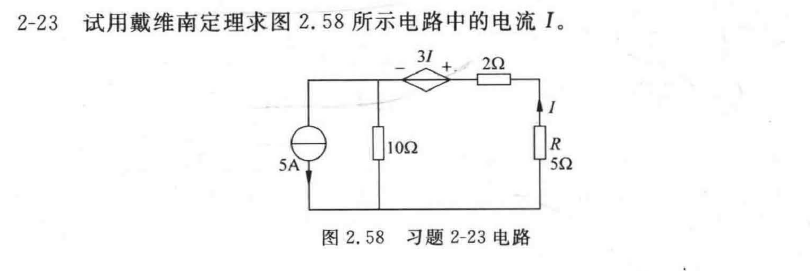 2-23 试用戴维南定理求图 2.58 所示电路中的电流 I。
3I
− +
2Ω
I
10Ω
R
5A
5Ω
图 2.58 习题 2-23 电路